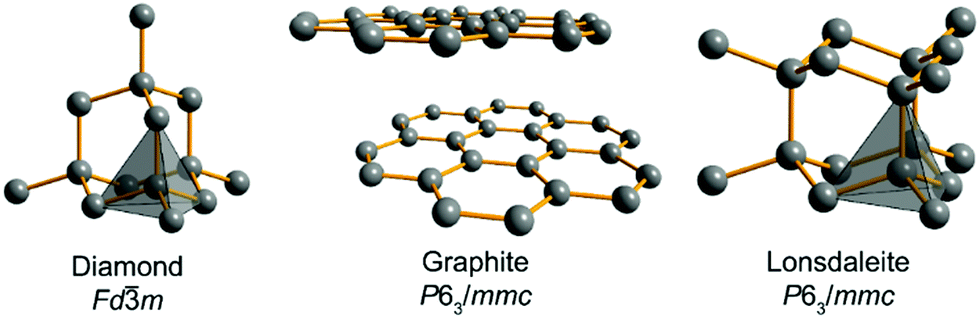 Diamond
Fd3̅m
Graphite
P6₃/mmc
Lonsdaleite
P6₃/mmc